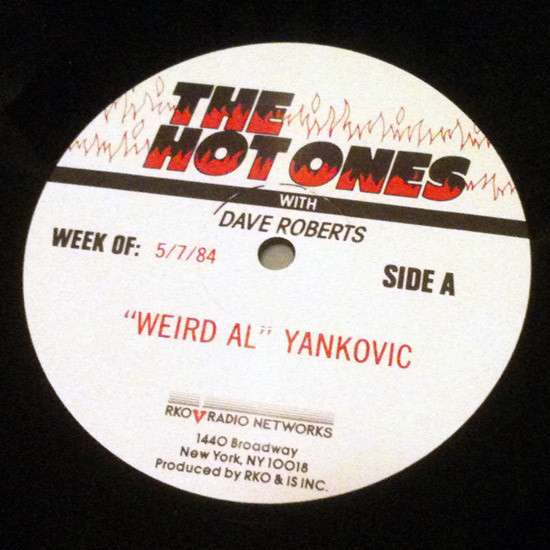 THE
HOT ONES
WITH
DAVE ROBERTS
WEEK OF: 5/7/84
SIDE A
"WEIRD AL" YANKOVIC
RKO RADIO NETWORKS
1440 Broadway
New York, NY 10018
Produced by RKO & IS INC.